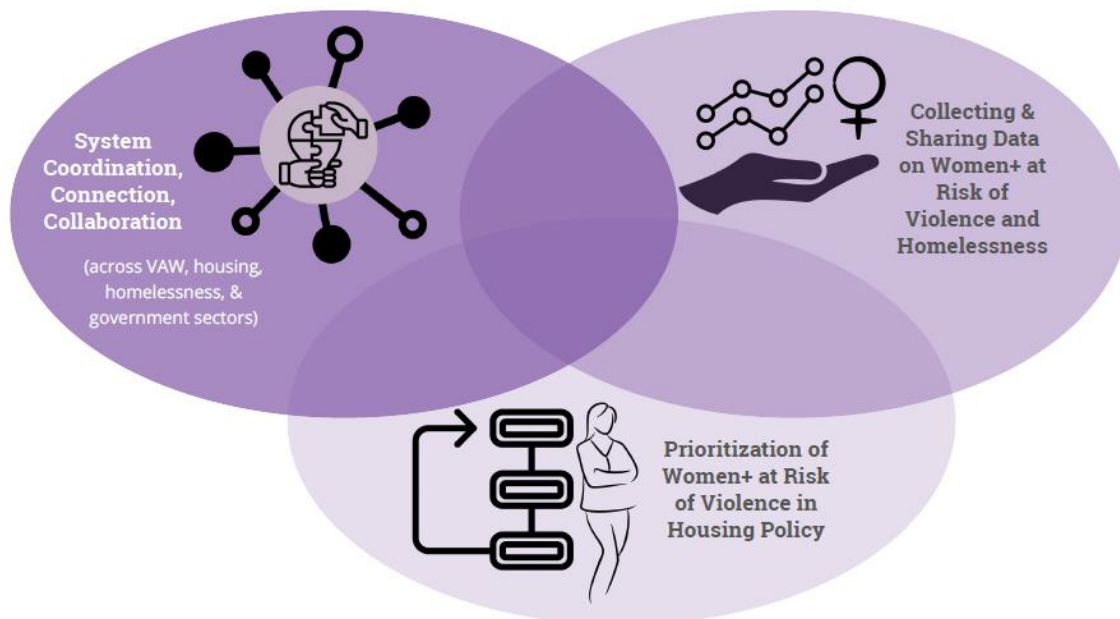 System
Coordination,
Connection,
Collaboration
(across VAW, housing,
homelessness, &
government sectors)
Collecting &
Sharing Data
on Women+ at
Risk of
Violence and
Homelessness
Prioritization of
Women+ at Risk
of Violence in
Housing Policy